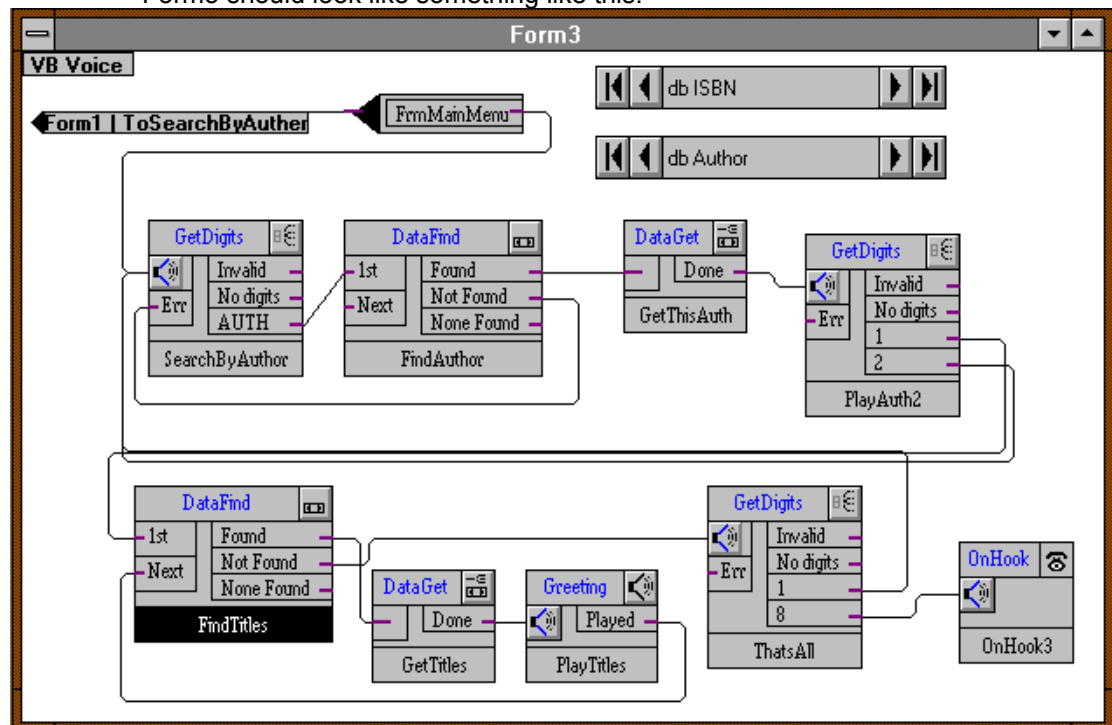 Forms should look like something like this:
Form3
VB Voice
Form1 | ToSearchByAuther
FrmMainMenu
db ISBN
db Author
GetDigits
Invalid
No digits
Err
AUTH
SearchByAuthor
DataFind
1st
Found
Next
Not Found
None Found
FindAuthor
DataGet
Done
GetThisAuth
GetDigits
Invalid
No digits
Err
1
2
PlayAuth2
DataFind
1st
Found
Next
Not Found
None Found
FindTitles
DataGet
Done
GetTitles
Greeting
Played
PlayTitles
GetDigits
Invalid
No digits
Err
1
8
ThatsAll
OnHook
OnHook3